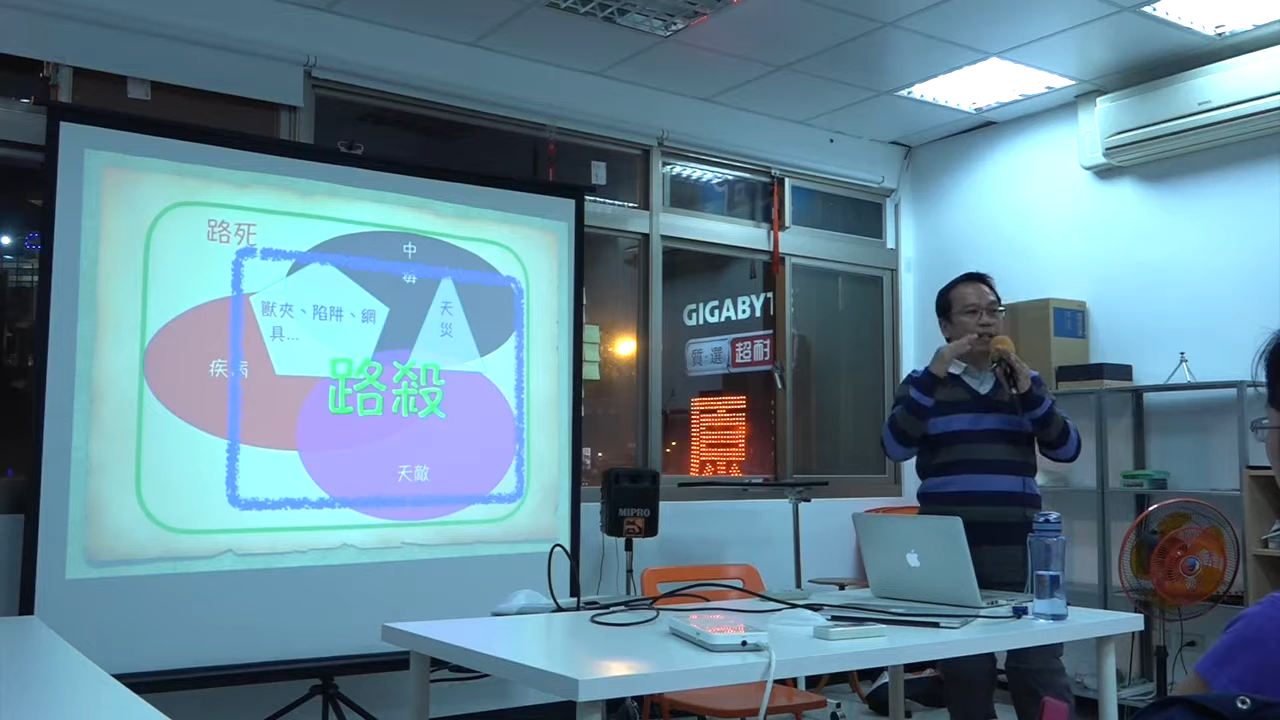 路死
中
毒
獸夾、陷阱、網
具...
天
災
疾病
路殺
天敵
GIGABYT
質·選 超耐
MIPRO